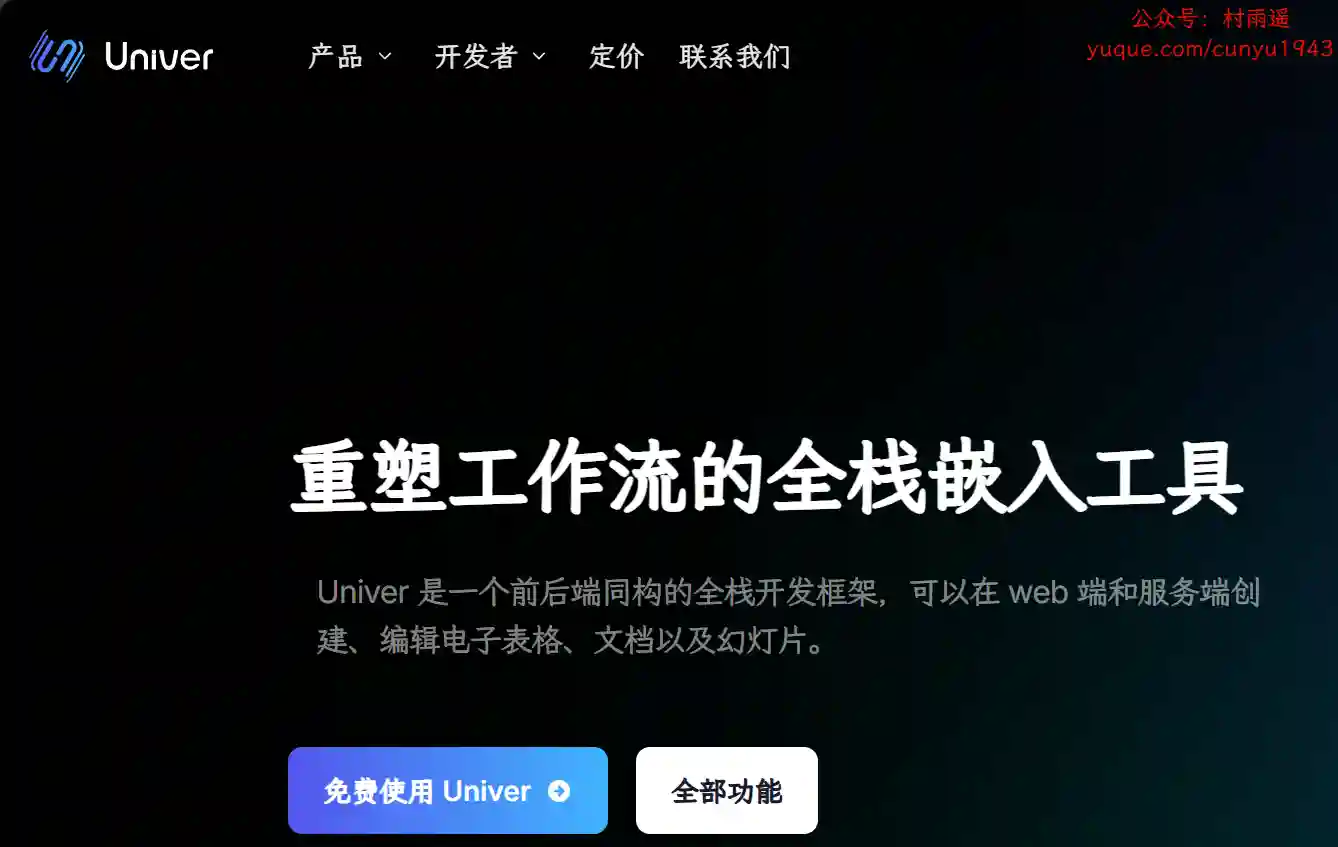 公众号：村雨遥
yuque.com/cunyu1943
Univer 产品 开发者 定价 联系我们
重塑工作流的全栈嵌入工具
Univer 是一个前后端同构的全栈开发框架，可以在 web 端和服务端创
建、编辑电子表格、文档以及幻灯片。
免费使用 Univer 全部功能